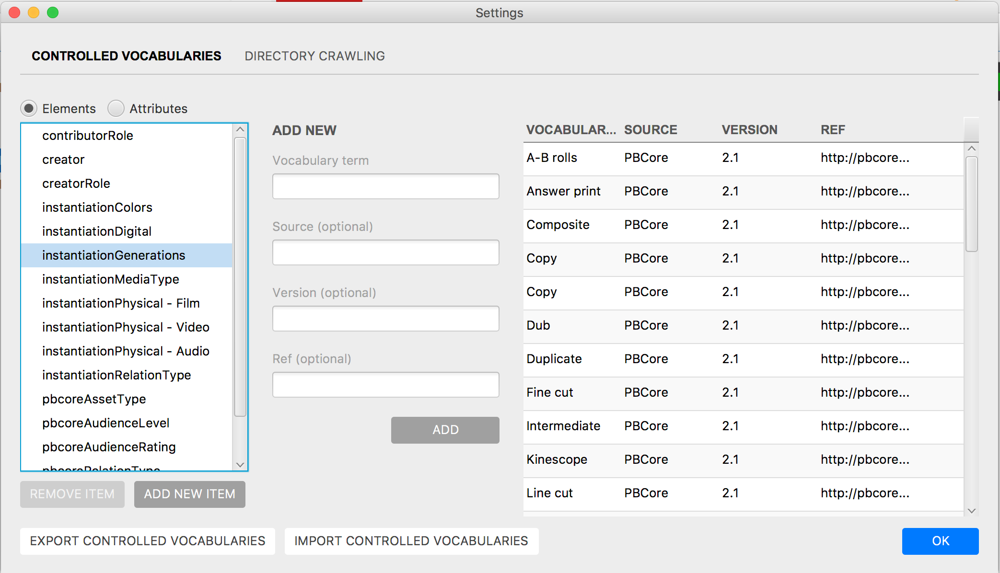 Settings
CONTROLLED VOCABULARIES
DIRECTORY CRAWLING
Elements
Attributes
contributorRole
creator
creatorRole
instantiationColors
instantiationDigital
instantiationGenerations
instantiationMediaType
instantiationPhysical - Film
instantiationPhysical - Video
instantiationPhysical - Audio
instantiationRelationType
pbcoreAssetType
pbcoreAudienceLevel
pbcoreAudienceRating
pbcoreRelationType
REMOVE ITEM
ADD NEW ITEM
ADD NEW
Vocabulary term
Source (optional)
Version (optional)
Ref (optional)
ADD
VOCABULAR... SOURCE VERSION REF
A-B rolls PBCore 2.1 http://pbcore...
Answer print PBCore 2.1 http://pbcore...
Composite PBCore 2.1 http://pbcore...
Copy PBCore 2.1 http://pbcore...
Copy PBCore 2.1 http://pbcore...
Dub PBCore 2.1 http://pbcore...
Duplicate PBCore 2.1 http://pbcore...
Fine cut PBCore 2.1 http://pbcore...
Intermediate PBCore 2.1 http://pbcore...
Kinescope PBCore 2.1 http://pbcore...
Line cut PBCore 2.1 http://pbcore...
EXPORT CONTROLLED VOCABULARIES
IMPORT CONTROLLED VOCABULARIES
OK